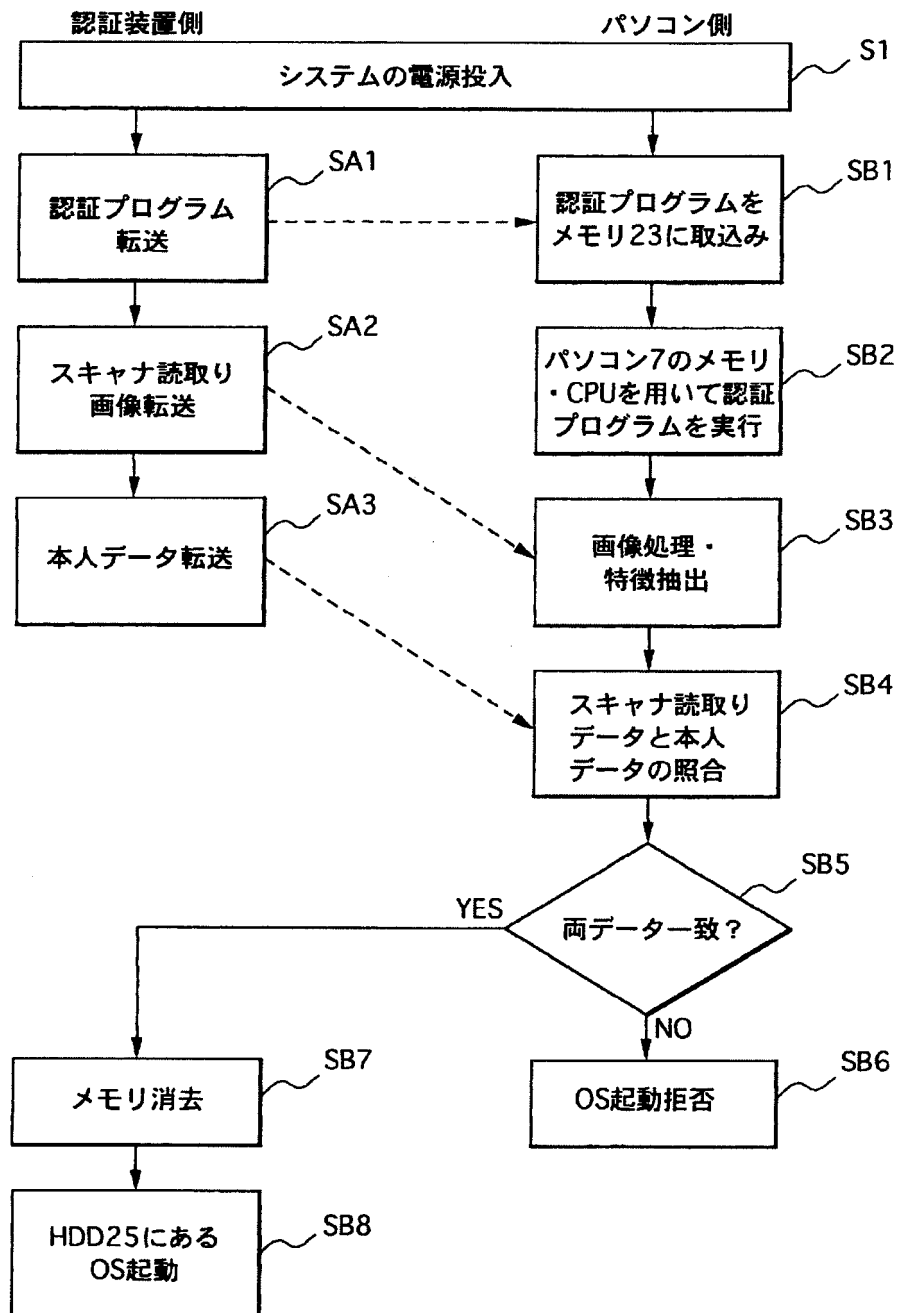 認証装置側
パソコン側
システムの電源投入
S1
SA1
認証プログラム
転送
SB1
認証プログラムを
メモリ23に取込み
SA2
スキャナ読取り
画像転送
SB2
パソコン7のメモリ
・CPUを用いて認証
プログラムを実行
SA3
本人データ転送
SB3
画像処理・
特徴抽出
SB4
スキャナ読取り
データと本人
データの照合
SB5
両データ一致？
YES
NO
SB7
メモリ消去
SB6
OS起動拒否
SB8
HDD25にある
OS起動